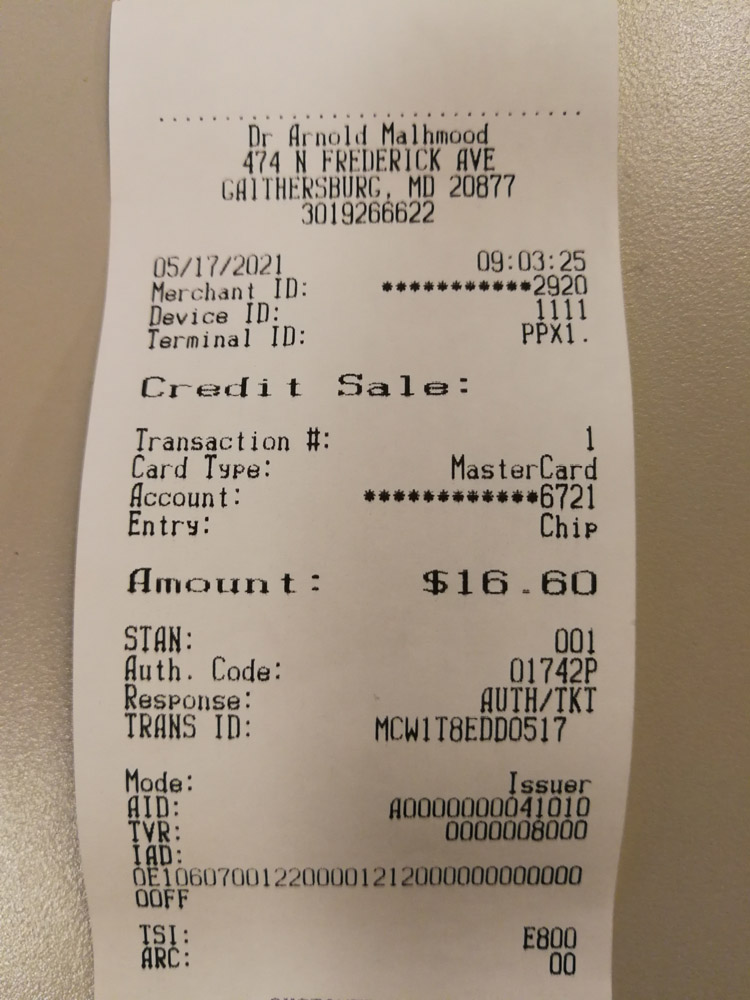 Dr Arnold Malhmood
474 N FREDERICK AVE
GAITHERSBURG, MD 20877
3019266622
05/17/2021 09:03:25
Merchant ID: ***********2920
Device ID: 1111
Terminal ID: PPX1.
Credit Sale:
Transaction #: 1
Card Type: MasterCard
Account: ************6721
Entry: Chip
Amount: $16.60
STAN: 001
Auth. Code: 01742P
Response: AUTH/TKT
TRANS ID: MCW1T8EDD0517
Mode: Issuer
AID: A0000000041010
TVR: 0000008000
IAD:
0E10607001220000121200000000000
00FF
TSI: E800
ARC: 00